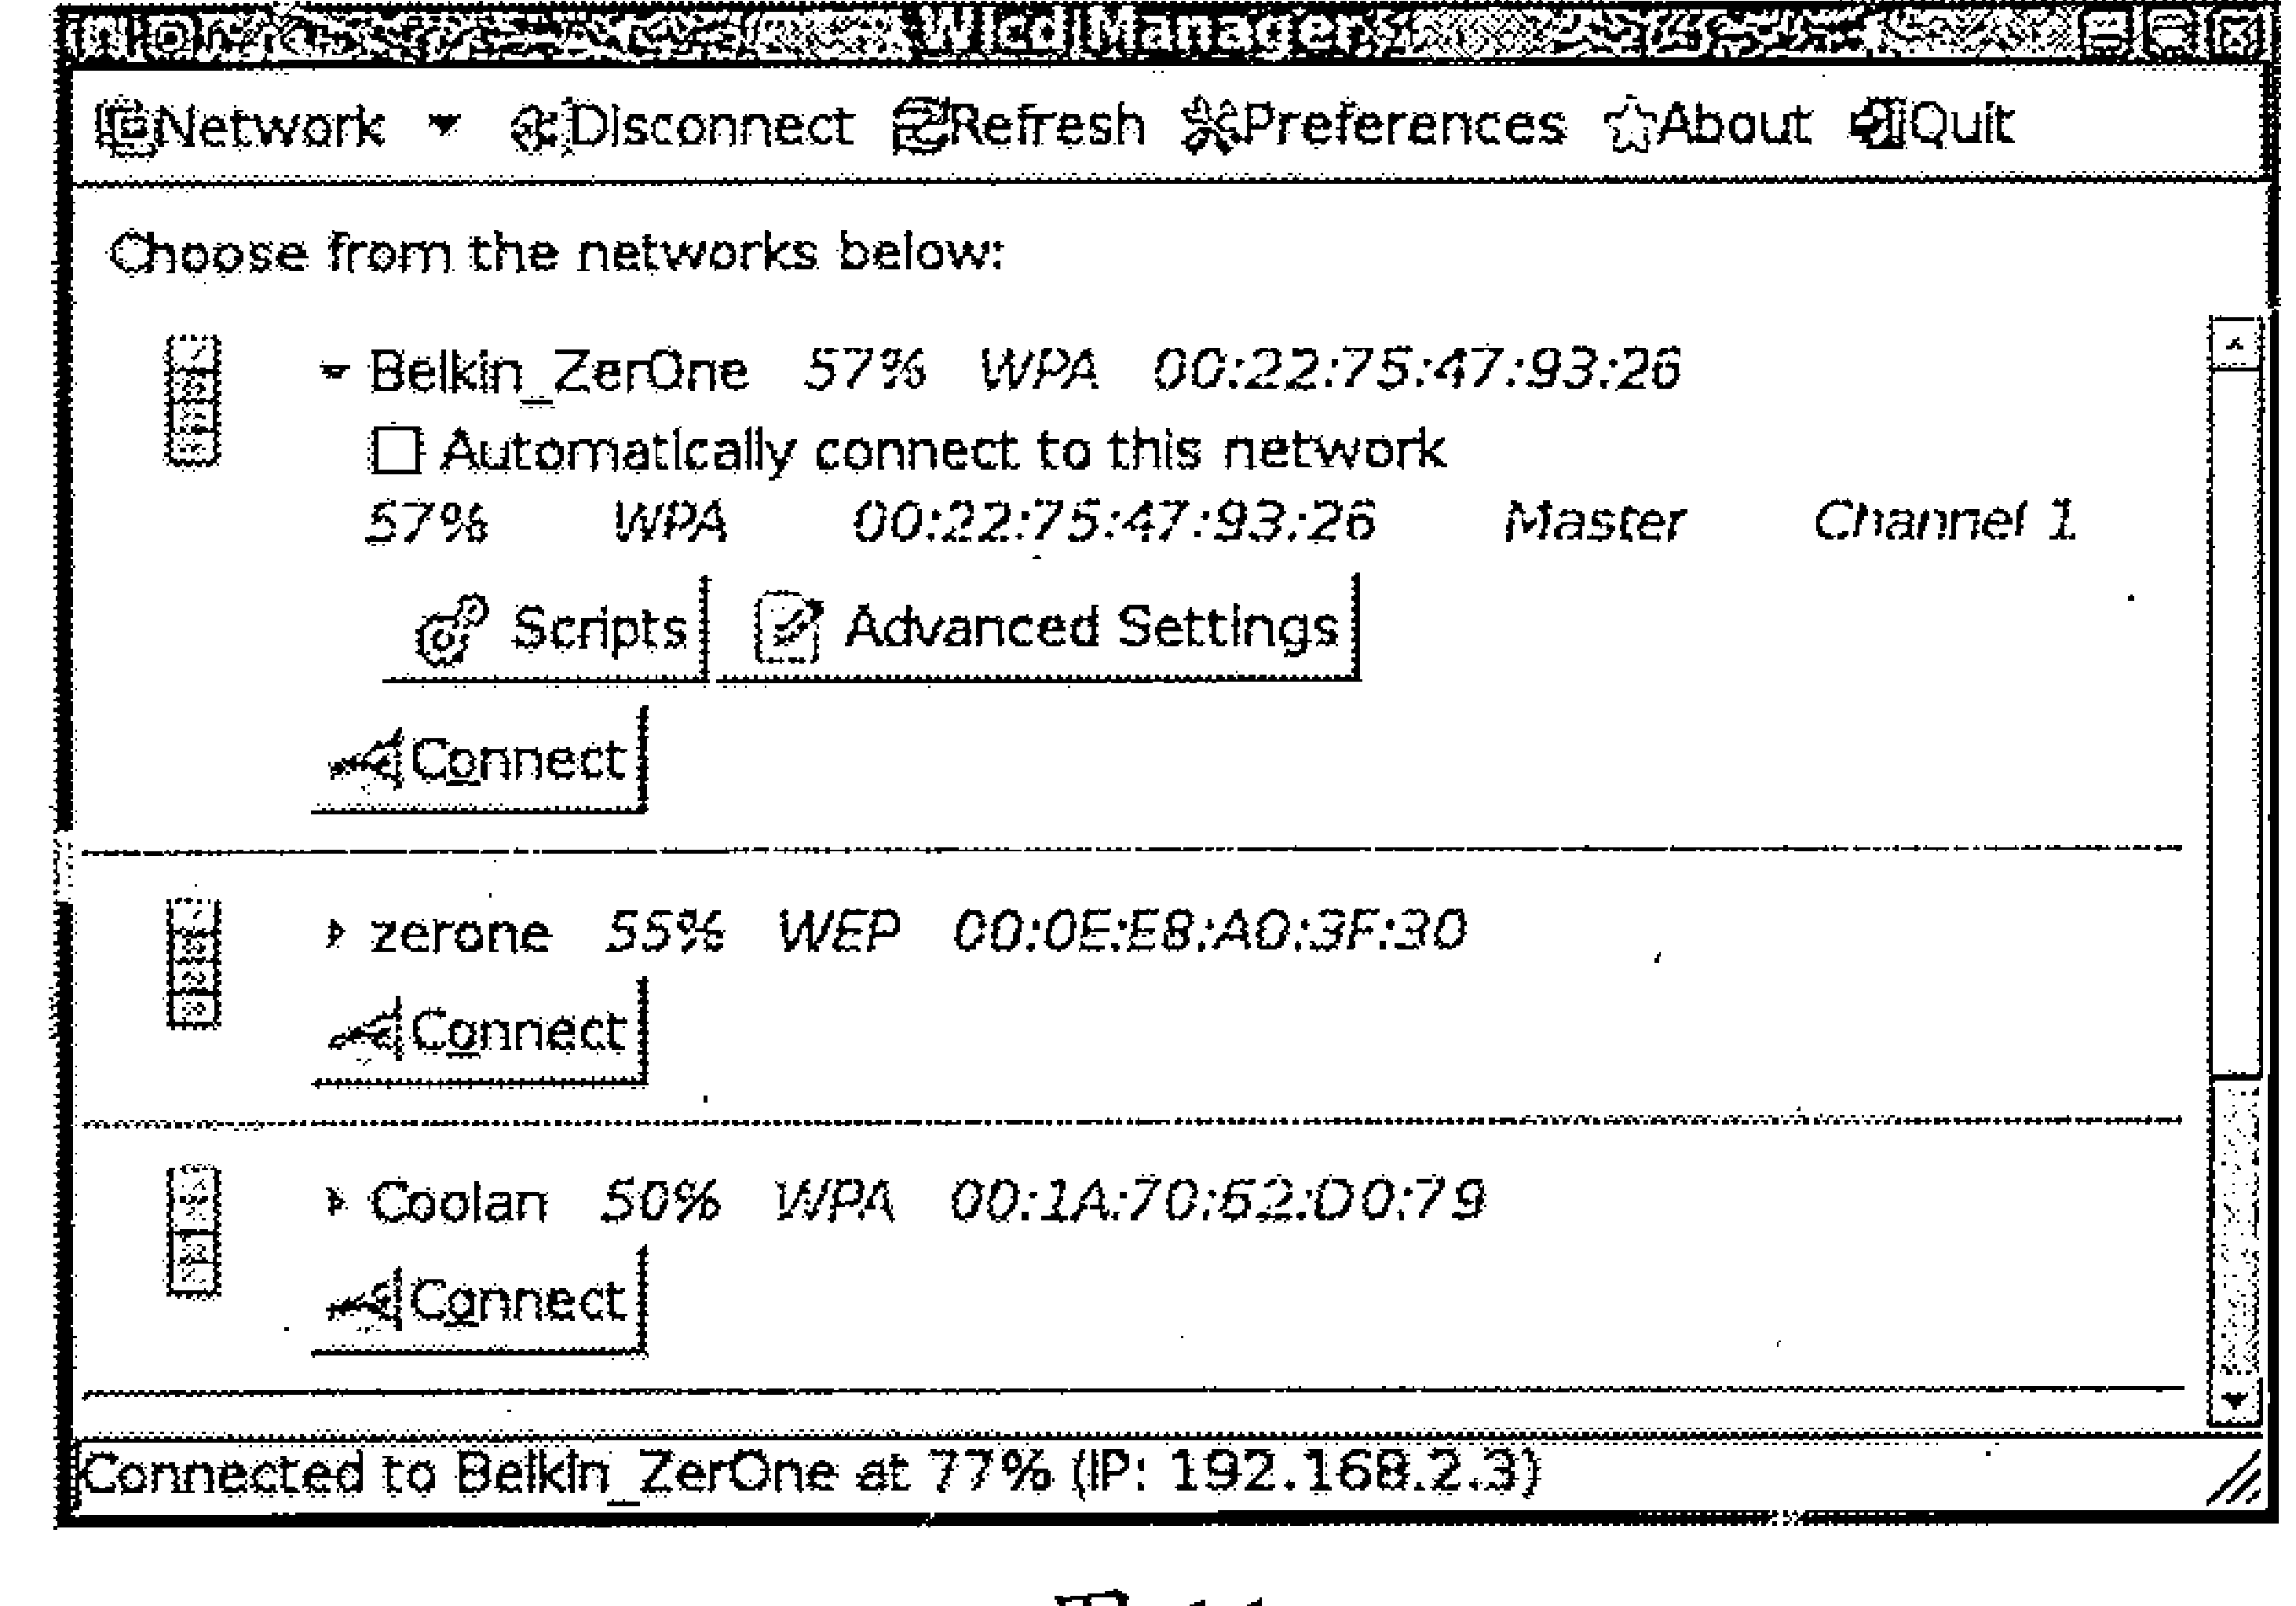 Wicd Manager
Network Disconnect Refresh Preferences About Quit
Choose from the networks below:
Belkin_ZerOne 57% WPA 00:22:75:47:93:26
Automatically connect to this network
57% WPA 00:22:75:47:93:26 Master Channel 1
Scripts Advanced Settings
Connect
zerone 55% WEP 00:0E:E8:A0:3F:30
Connect
Coolan 50% WPA 00:1A:70:62:D0:79
Connect
Connected to Belkin_ZerOne at 77% (IP: 192.168.2.3)